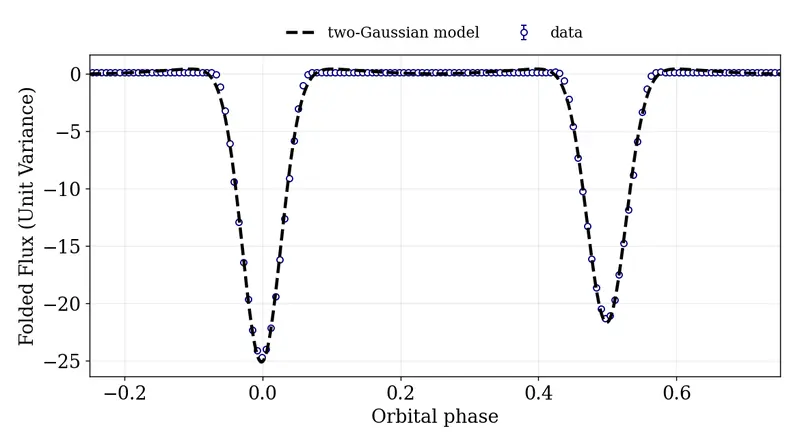 two-Gaussian model
data
Folded Flux (Unit Variance)
0
−5
−10
−15
−20
−25
−0.2
0.0
0.2
0.4
0.6
Orbital phase